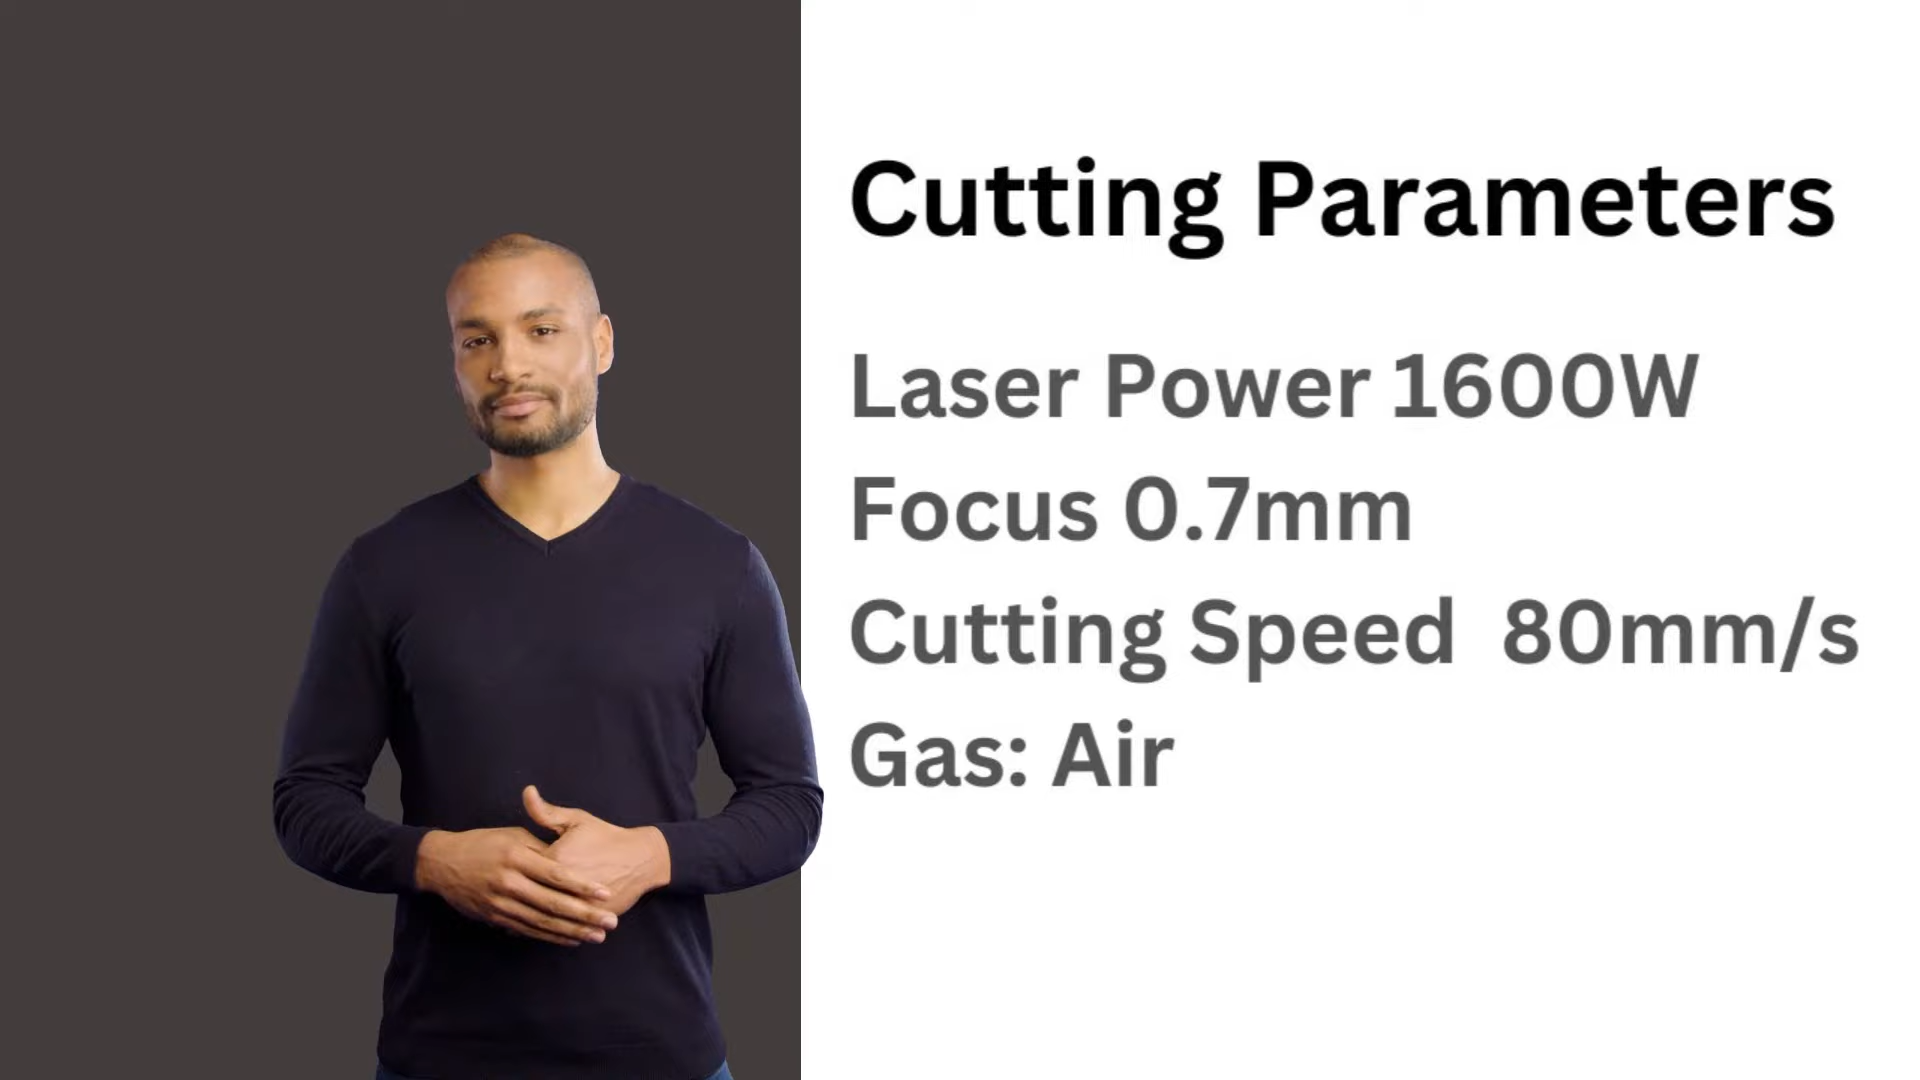 Cutting Parameters
Laser Power 1600W
Focus 0.7mm
Cutting Speed 80mm/s
Gas: Air